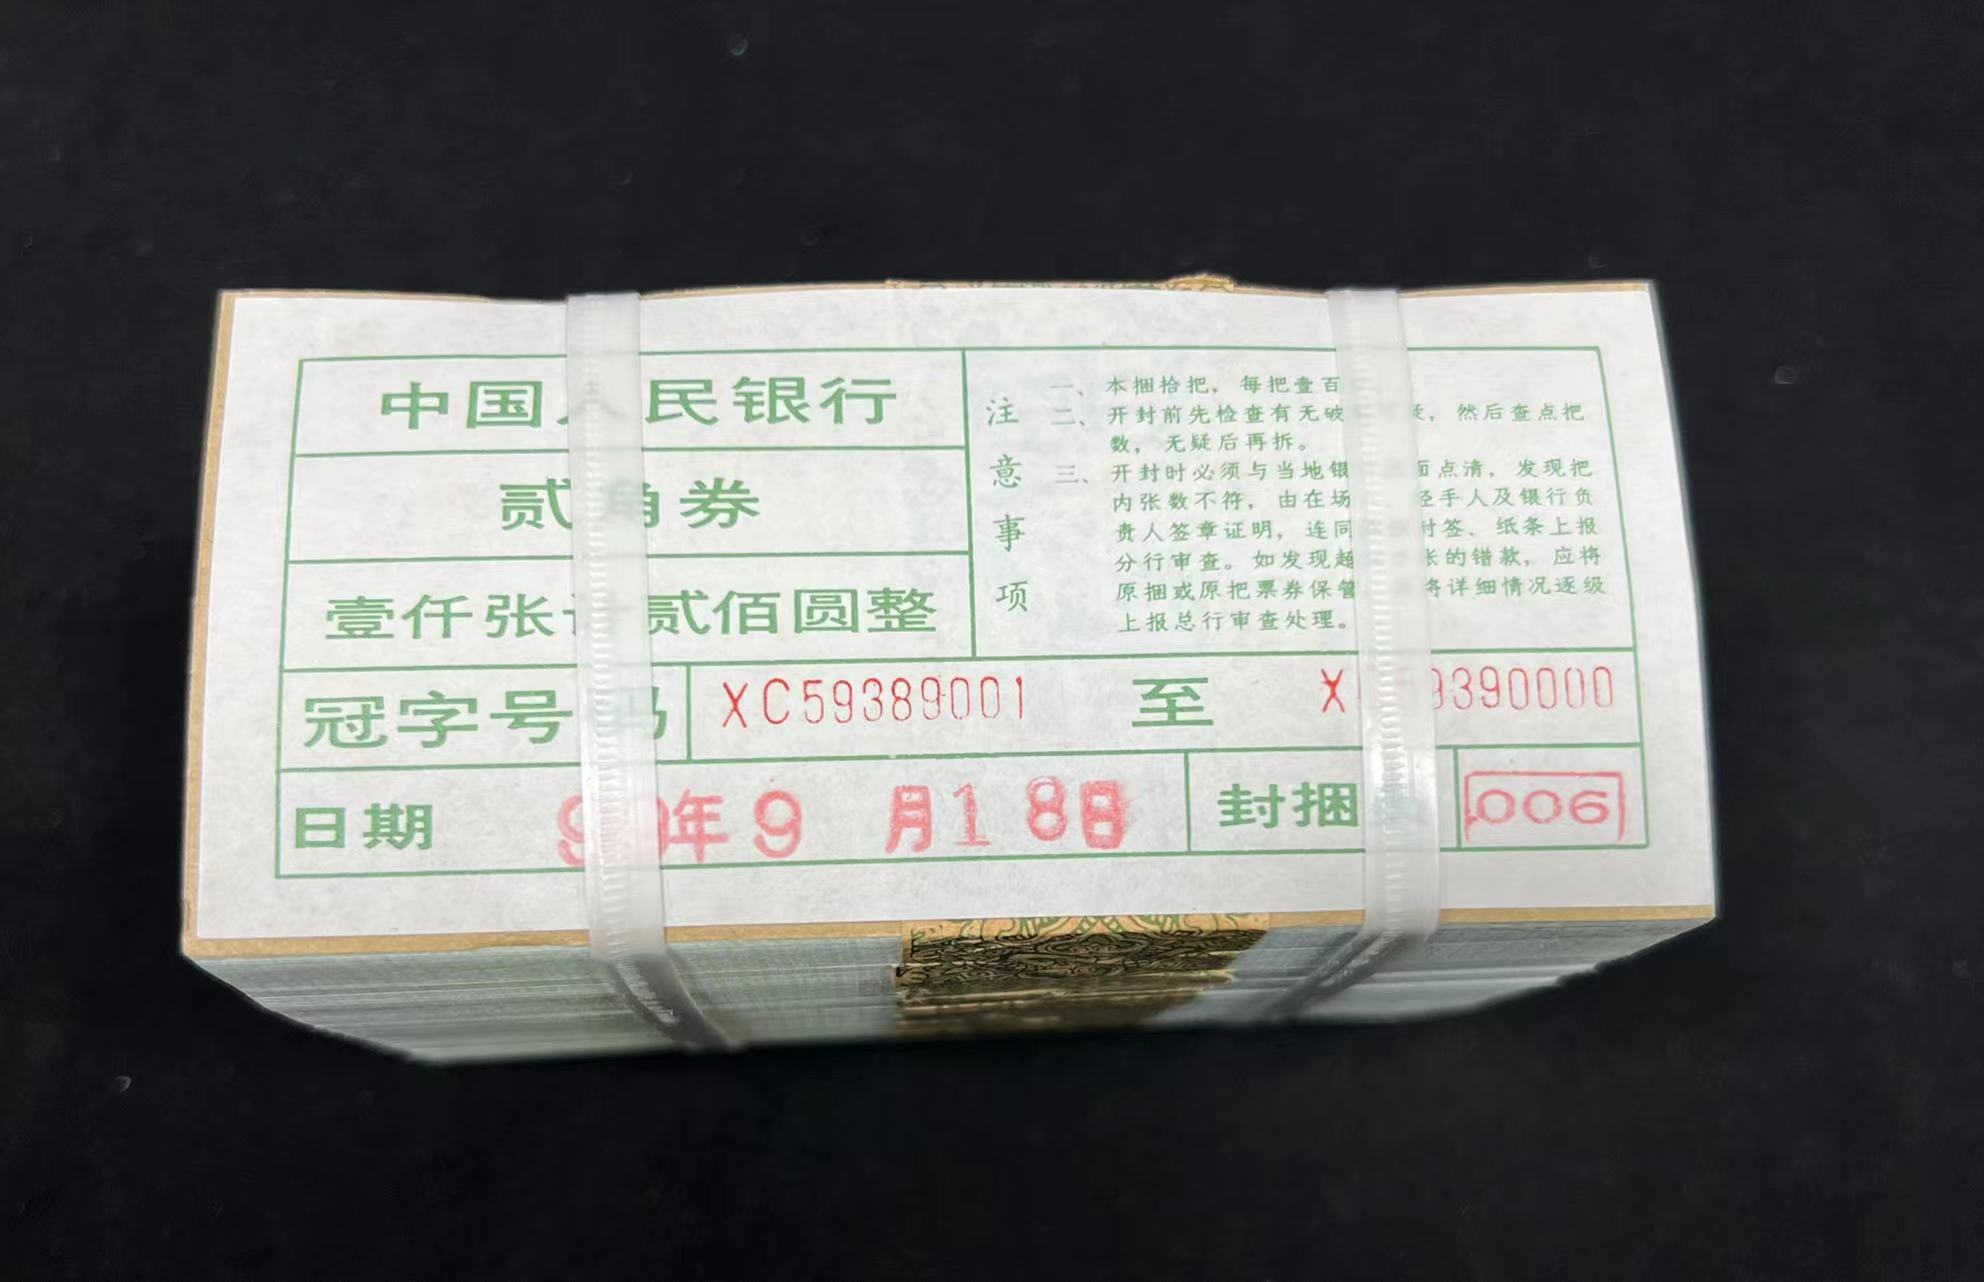 中国人民银行
贰角券
壹仟张计贰佰圆整
注意事项
一、本捆拾把，每把壹百
二、开封前先检查有无破 ，然后查点把
数，无疑后再拆。
三、开封时必须与当地银 面点清，发现把
内张数不符，由在场 经手人及银行负
责人签章证明，连同 封签、纸条上报
分行审查。如发现超 张的错款，应将
原捆或原把票券保管 将详细情况逐级
上报总行审查处理。
冠字号码 XC59389001 至 X 9390000
日期 90年9月18日 封捆 006